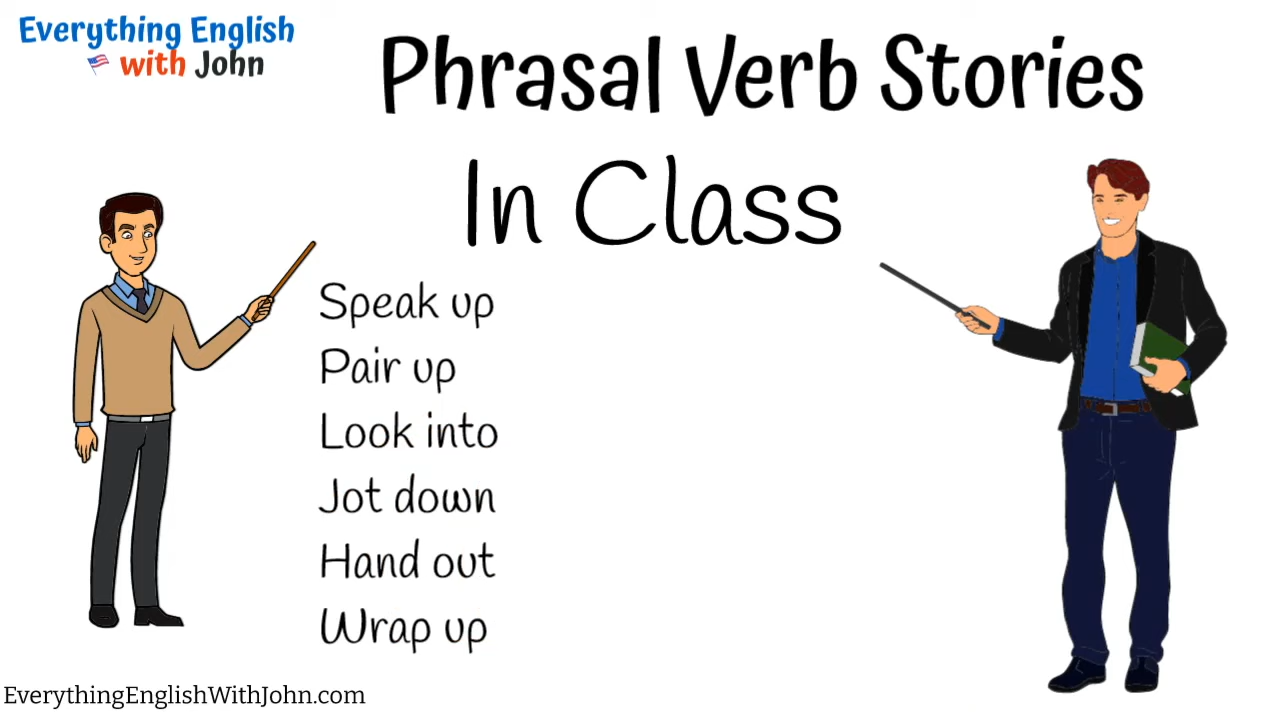 Everything English
with John
Phrasal Verb Stories
In Class
Speak up
Pair up
Look into
Jot down
Hand out
Wrap up
EverythingEnglishWithJohn.com